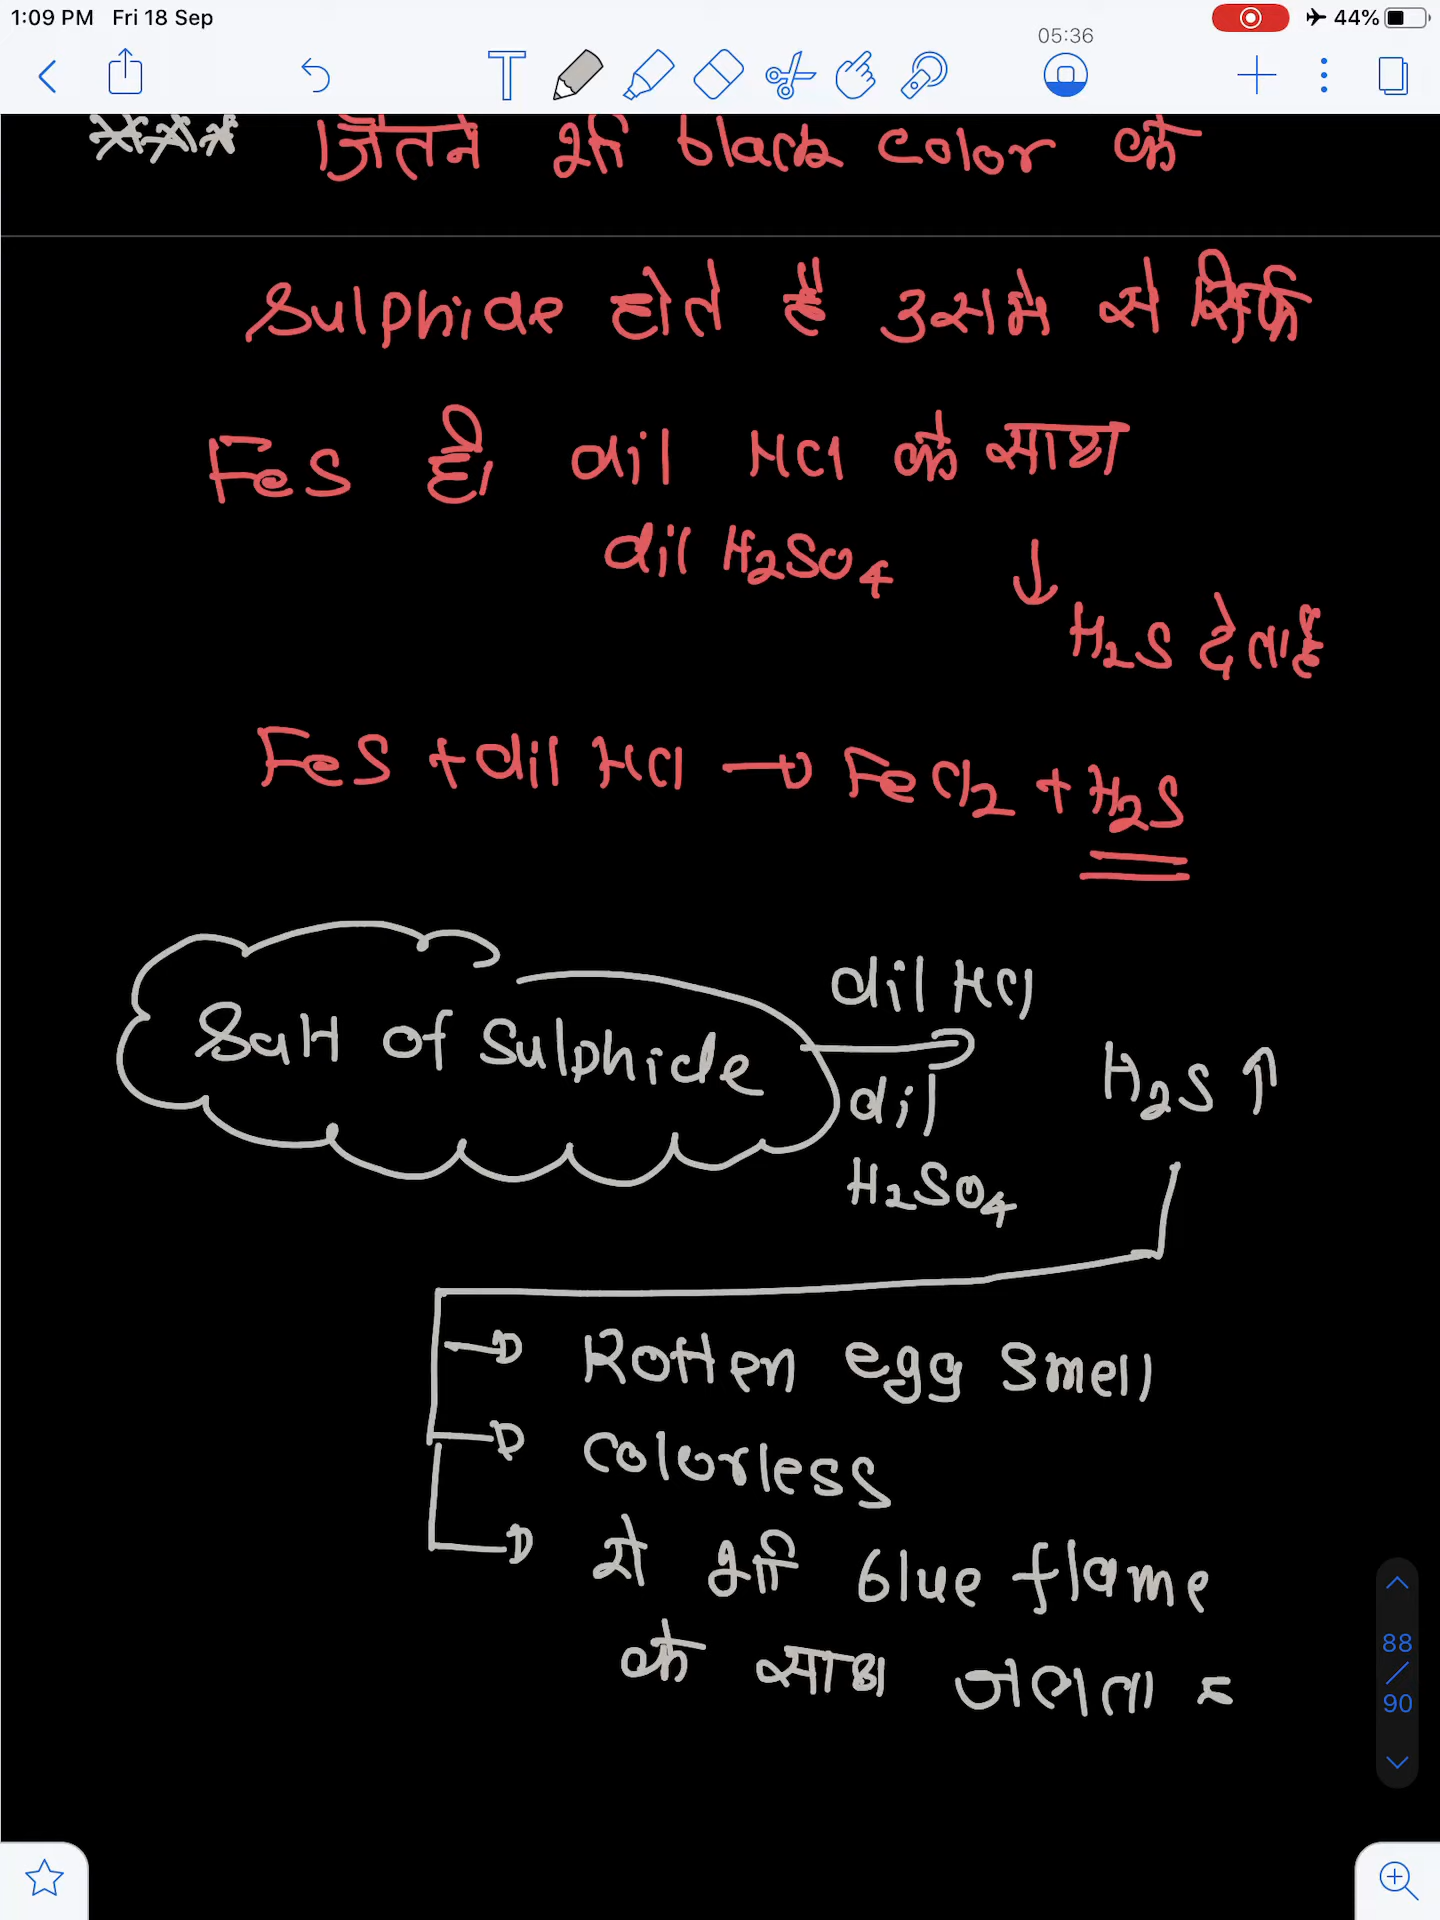 1:09 PM Fri 18 Sep 44%
05:36
*** जितने भी black color के
Sulphide होते हैं उसमे से सिर्फ
FeS ही dil HCl के साथ
dil H2SO4 ↓
H2S देता है
FeS + dil HCl → FeCl2 + H2S
dil HCl
Salt of Sulphide → H2S ↑
dil
H2SO4
→ Rotten egg smell
→ colorless
→ ये भी blue flame
के साथ जलता
88
/
90